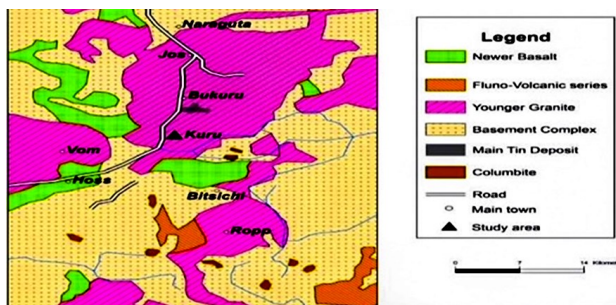 Naraguta
Jos
Bukuru
Kuru
Vom
Hoss
Bitsichi
Ropp
Legend
Newer Basalt
Fluno-Volcanic series
Younger Granite
Basement Complex
Main Tin Deposit
Columbite
Road
Main town
Study area
0 7 14 Kilomet